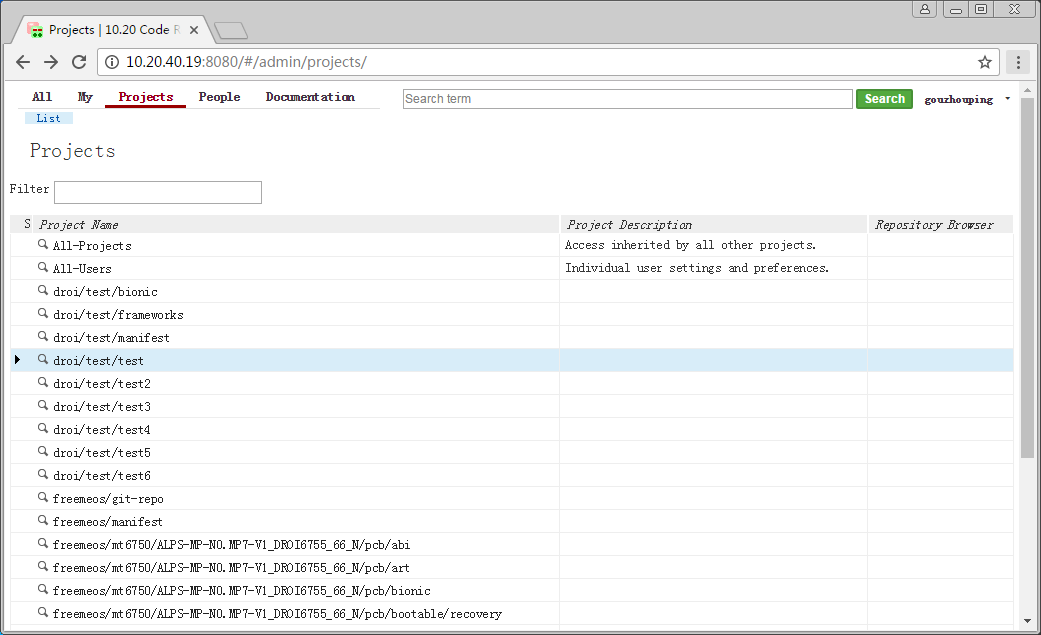 Projects | 10.20 Code R
10.20.40.19:8080/#/admin/projects/
All My Projects People Documentation Search term Search gouzhouping
List
Projects
Filter
S Project Name Project Description Repository Browser
All-Projects Access inherited by all other projects.
All-Users Individual user settings and preferences.
droi/test/bionic
droi/test/frameworks
droi/test/manifest
droi/test/test
droi/test/test2
droi/test/test3
droi/test/test4
droi/test/test5
droi/test/test6
freemeos/git-repo
freemeos/manifest
freemeos/mt6750/ALPS-MP-N0.MP7-V1_DROI6755_66_N/pcb/abi
freemeos/mt6750/ALPS-MP-N0.MP7-V1_DROI6755_66_N/pcb/art
freemeos/mt6750/ALPS-MP-N0.MP7-V1_DROI6755_66_N/pcb/bionic
freemeos/mt6750/ALPS-MP-N0.MP7-V1_DROI6755_66_N/pcb/bootable/recovery